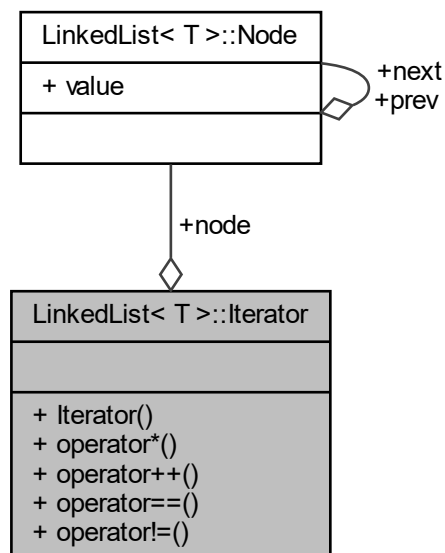 LinkedList< T >::Node
+ value
+next
+prev
+node
LinkedList< T >::Iterator
+ Iterator()
+ operator*()
+ operator++()
+ operator==()
+ operator!=()